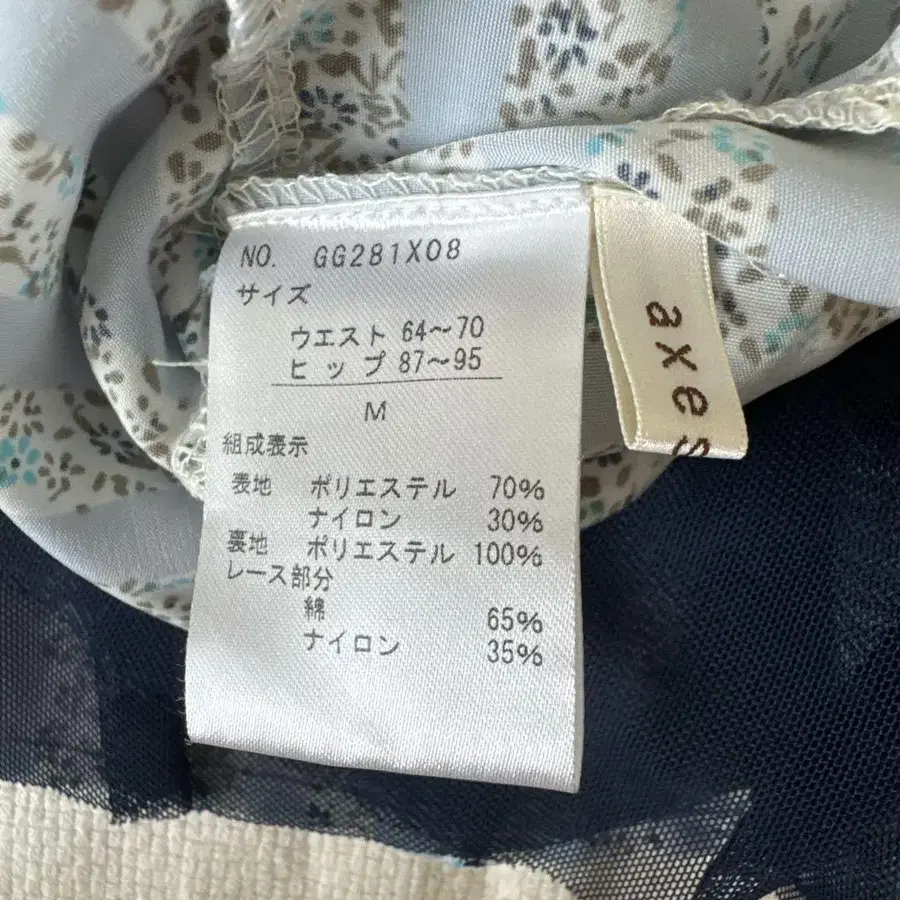 NO. GG281X08
サイズ
ウエスト 64～70
ヒップ 87～95
M
組成表示
表地 ポリエステル 70%
ナイロン 30%
裏地 ポリエステル 100%
レース部分
綿 65%
ナイロン 35%
axes